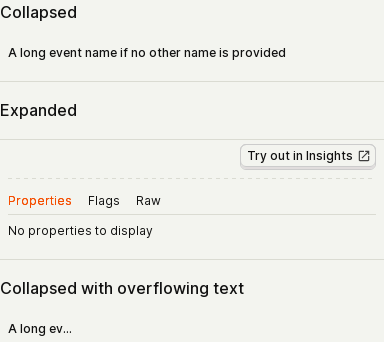 Collapsed
A long event name if no other name is provided
Expanded
Try out in Insights
Properties Flags Raw
No properties to display
Collapsed with overflowing text
A long ev...